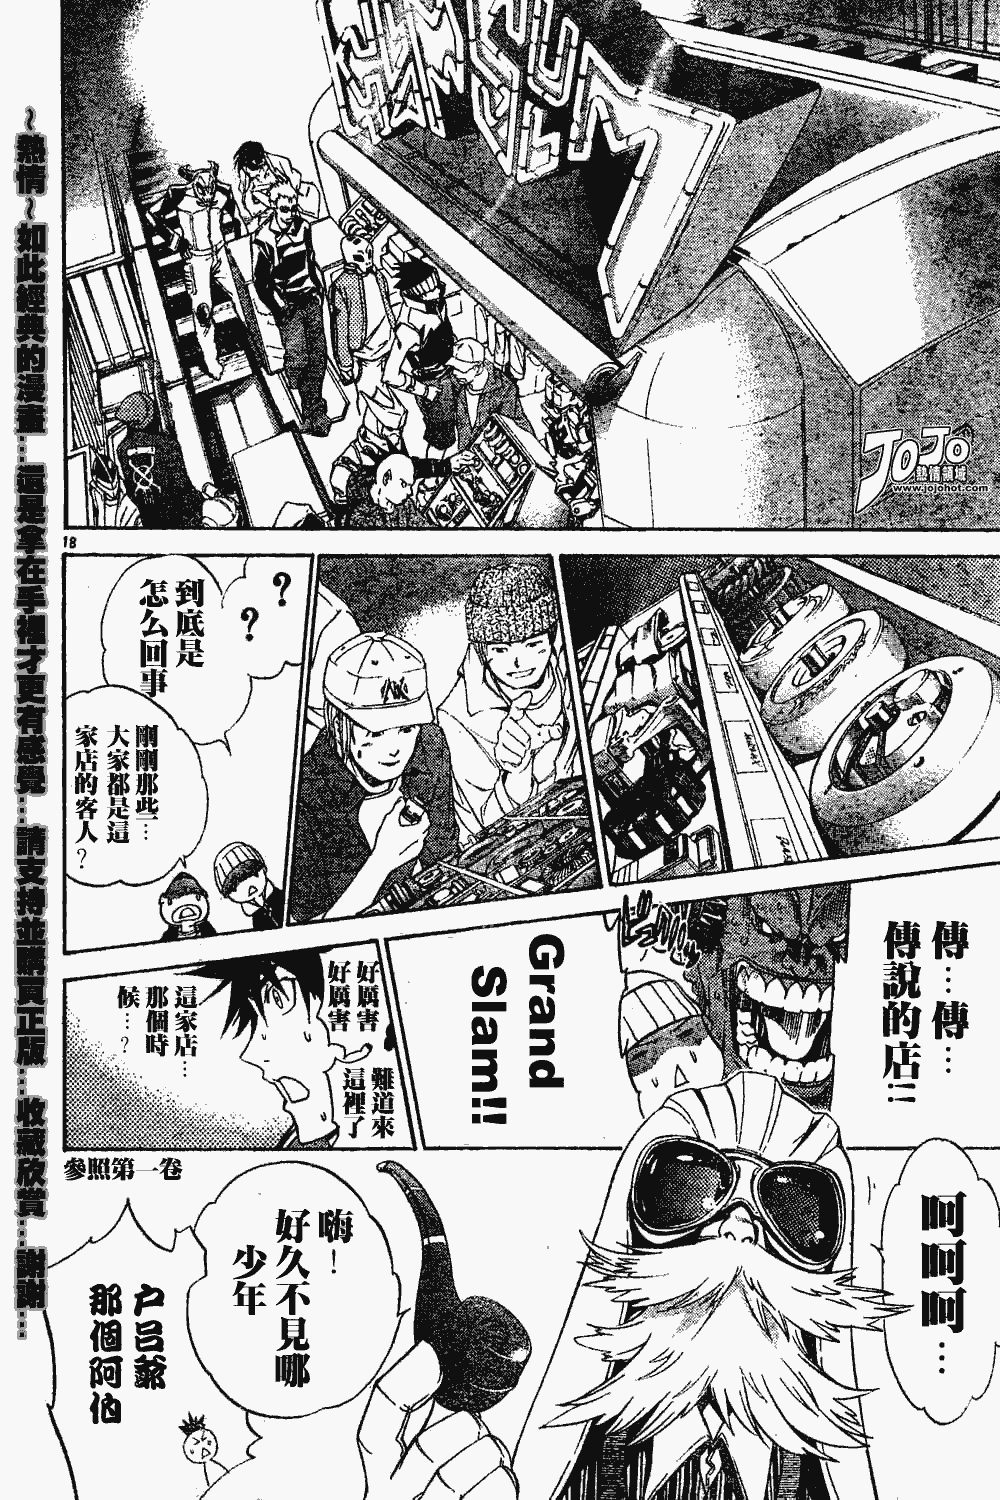 ～熱情～如此經典的漫畫…還是拿在手裡才更有感覺……請支持並購買正版……收藏欣賞……謝謝……
JOJO
熱情領域
www.jojohot.com
18
?
?
到底是
怎么回事
剛剛那些…
大家都是這
家店的客人?
傳…傳…
傳說的店!!
Grand
Slam!!
好厲害
好厲害
難道來
這裡了
這家店…
那個時
候…?
參照第一卷
呵呵呵…
嗨!
好久不見哪
少年
戶呂爺
那個阿伯